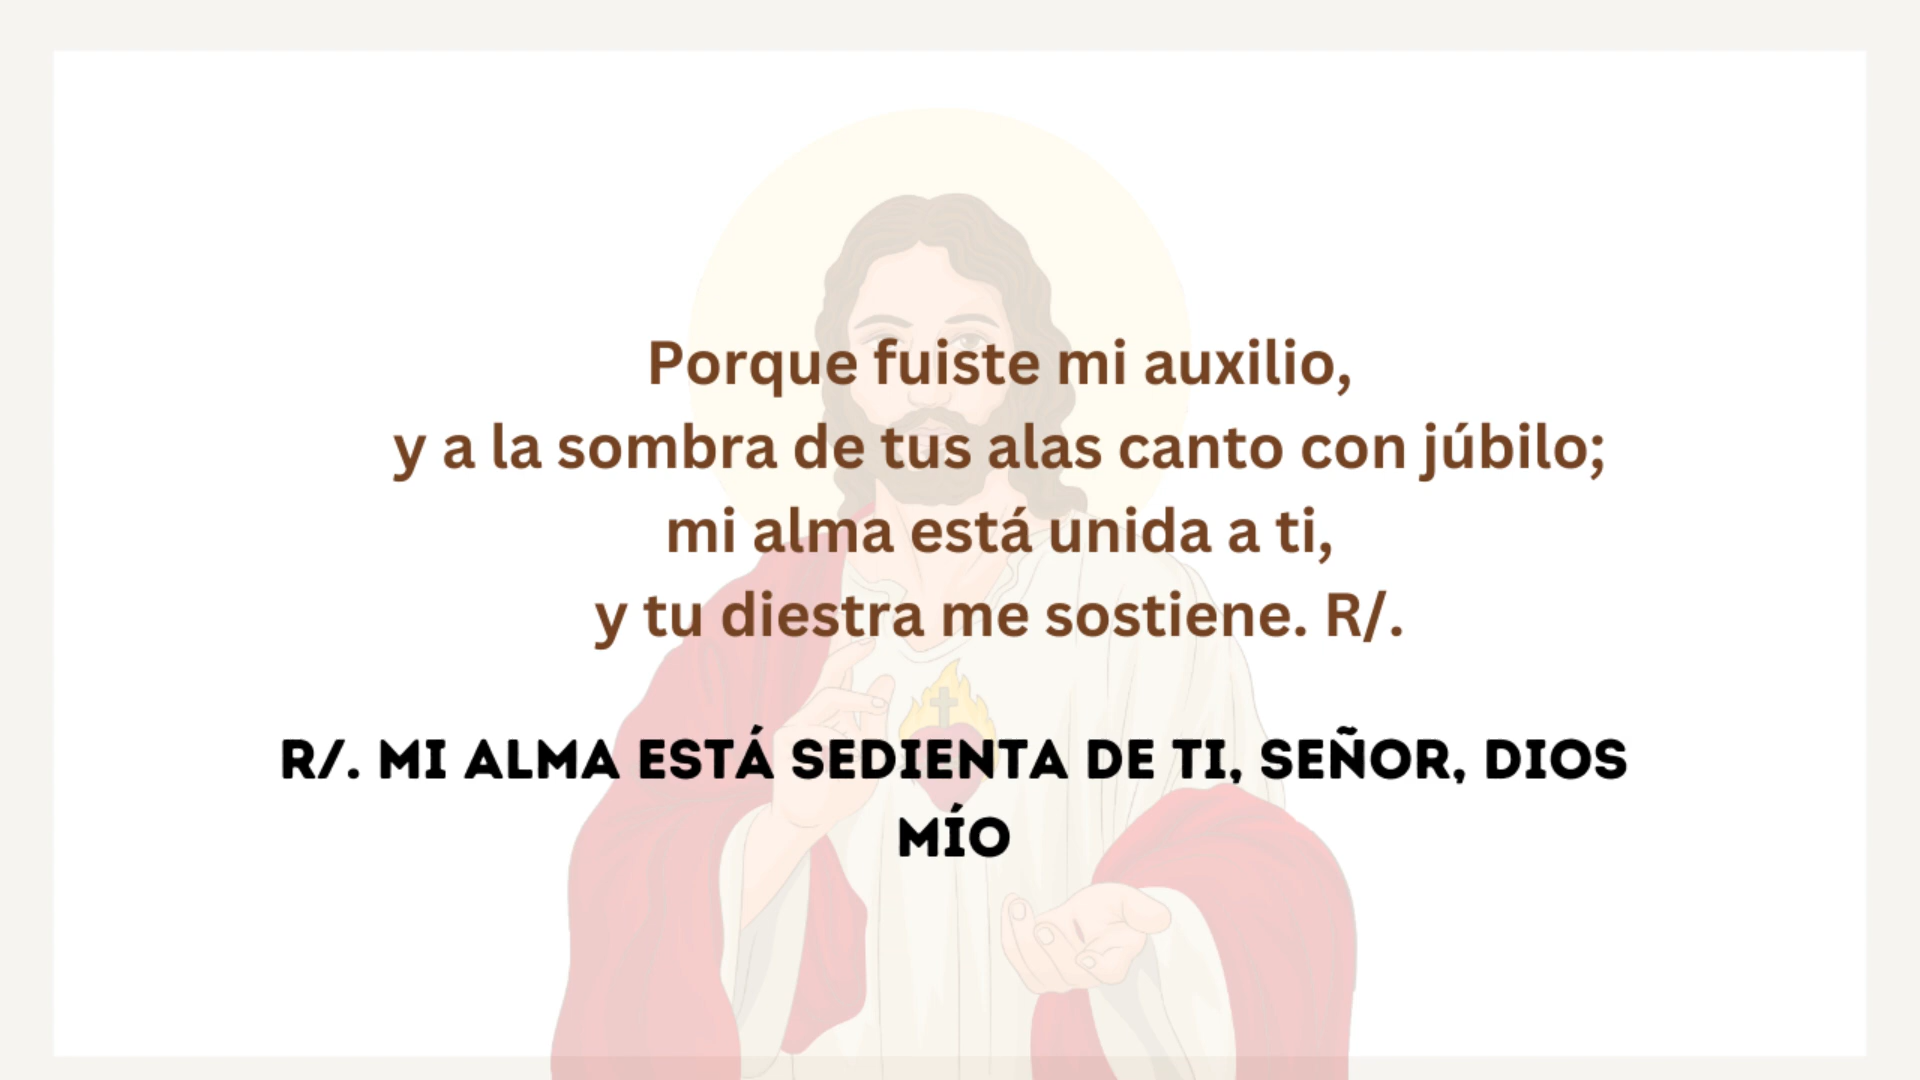 Porque fuiste mi auxilio,
y a la sombra de tus alas canto con júbilo;
mi alma está unida a ti,
y tu diestra me sostiene. R/.
R/. MI ALMA ESTÁ SEDIENTA DE TI, SEÑOR, DIOS
MÍO